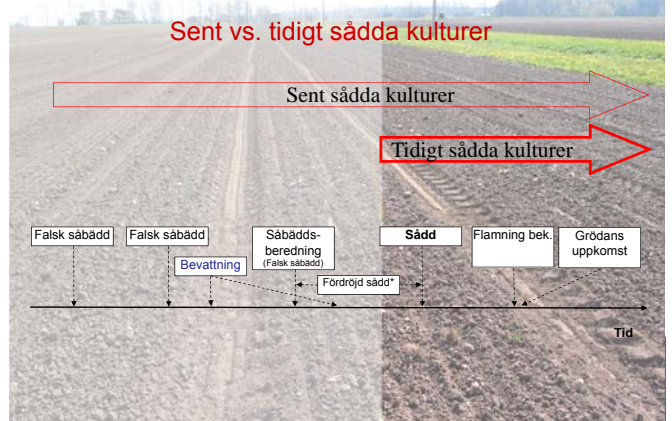 Sent vs. tidigt sådda kulturer
Sent sådda kulturer
Tidigt sådda kulturer
Falsk såbädd
Falsk såbädd
Bevattning
Såbädds-
beredning
(Falsk såbädd)
Fördröjd sådd*
Sådd
Flamning bek.
Grödans
uppkomst
Tid